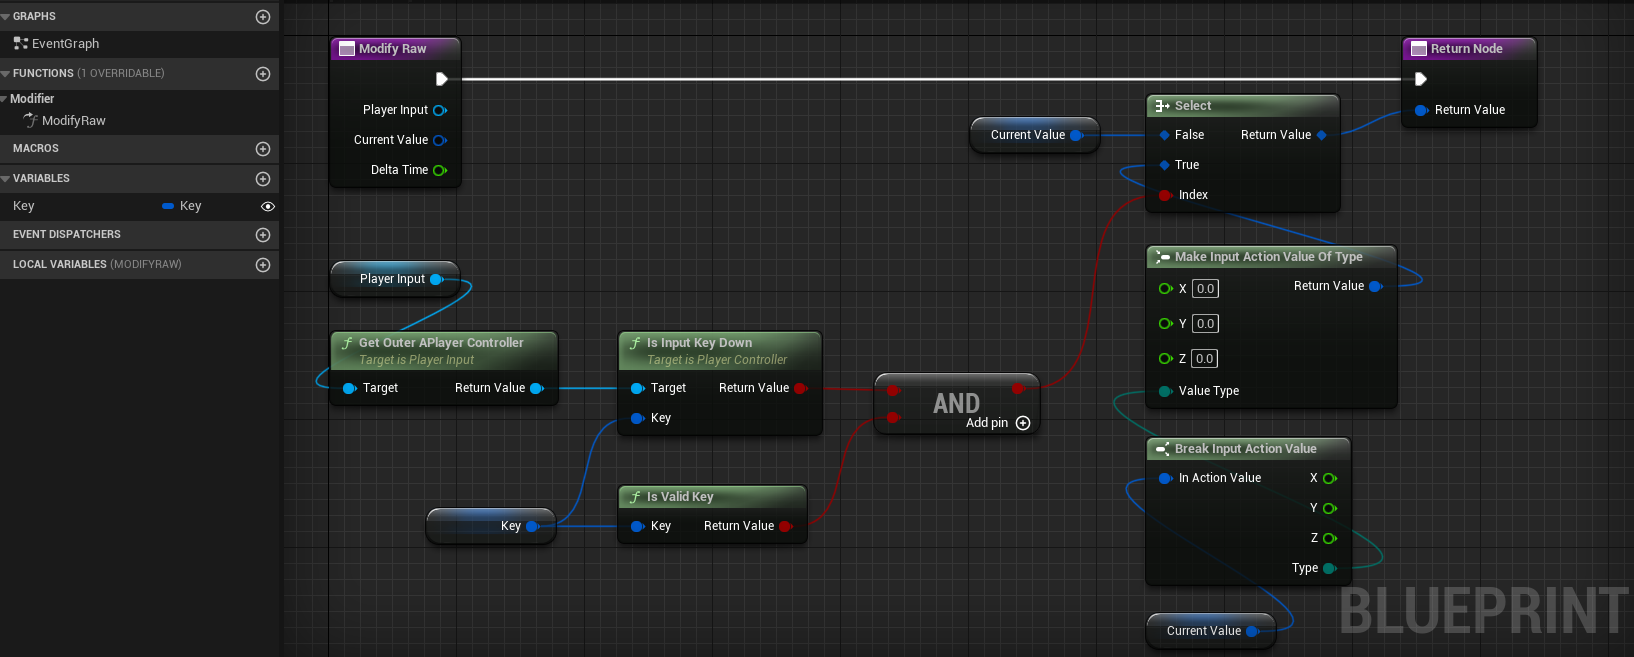 GRAPHS
EventGraph
FUNCTIONS (1 OVERRIDABLE)
Modifier
ModifyRaw
MACROS
VARIABLES
Key Key
EVENT DISPATCHERS
LOCAL VARIABLES (MODIFYRAW)
Modify Raw
Player Input
Current Value
Delta Time
Return Node
Return Value
Select
False Return Value
True
Index
Current Value
Make Input Action Value Of Type
X 0.0 Return Value
Y 0.0
Z 0.0
Value Type
Player Input
Get Outer APlayer Controller
Target is Player Input
Target Return Value
Is Input Key Down
Target is Player Controller
Target Return Value
Key
AND
Add pin
Key
Is Valid Key
Key Return Value
Break Input Action Value
In Action Value X
Y
Z
Type
Current Value
BLUEPRINT